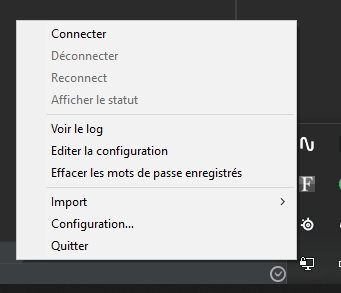 Connecter
Déconnecter
Reconnect
Afficher le statut
Voir le log
Editer la configuration
Effacer les mots de passe enregistrés
Import
Configuration...
Quitter
F